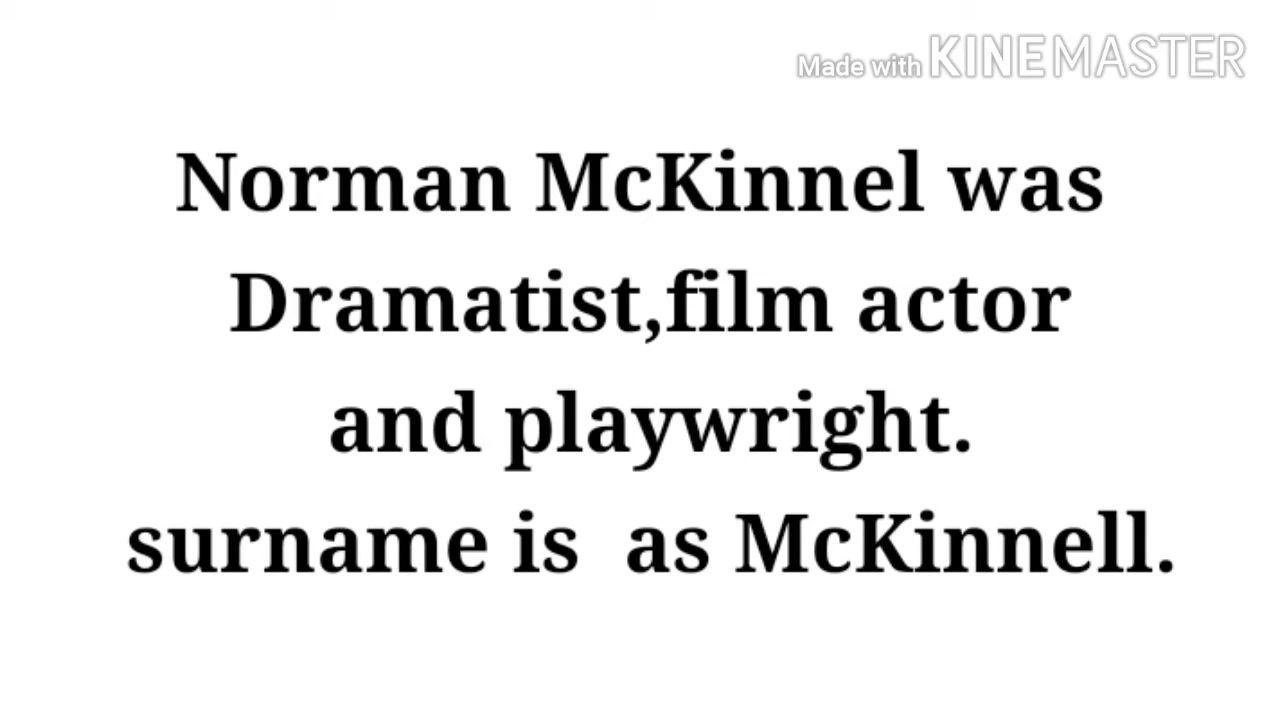 Made with KINEMASTER
Norman McKinnel was
Dramatist,film actor
and playwright.
surname is  as McKinnell.